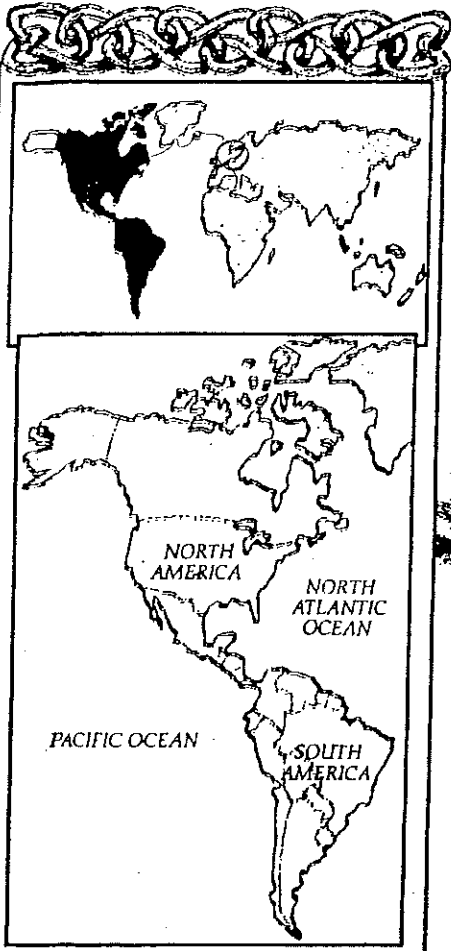 NORTH
AMERICA
NORTH
ATLANTIC
OCEAN
PACIFIC OCEAN
SOUTH
AMERICA